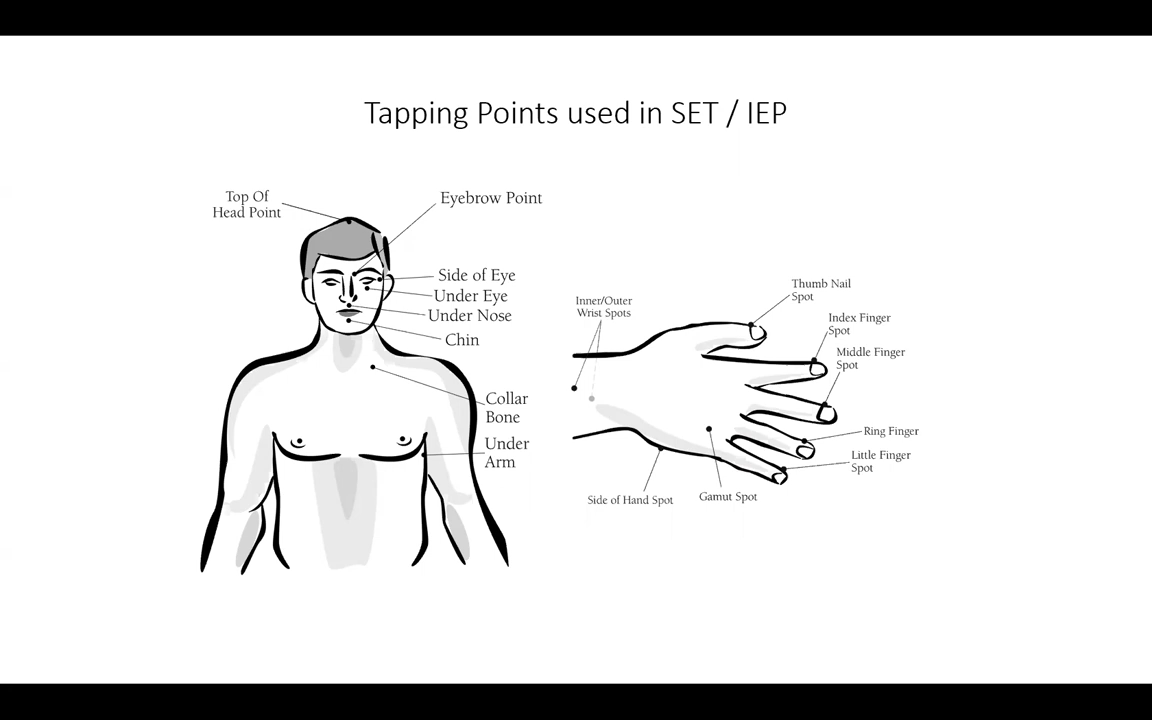 Tapping Points used in SET / IEP
Top Of
Head Point
Eyebrow Point
Side of Eye
Under Eye
Under Nose
Chin
Collar
Bone
Under
Arm
Inner/Outer
Wrist Spots
Thumb Nail
Spot
Index Finger
Spot
Middle Finger
Spot
Ring Finger
Little Finger
Spot
Side of Hand Spot
Gamut Spot